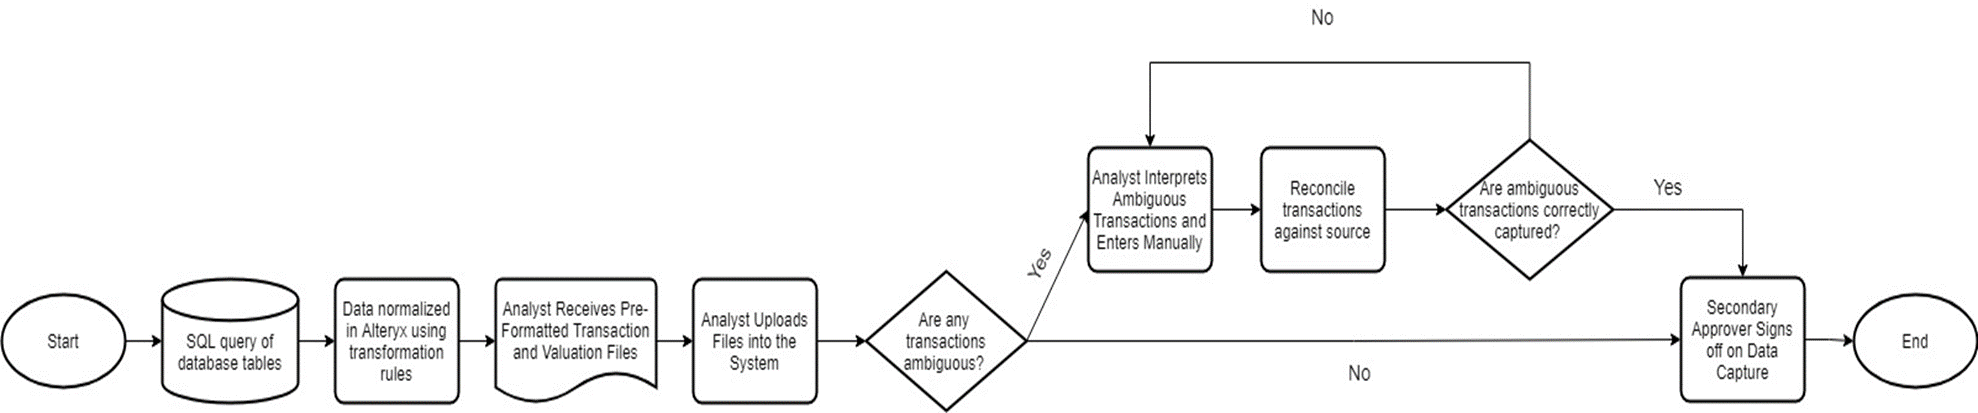 Start
SQL query of
database tables
Data normalized
in Alteryx using
transformation
rules
Analyst Receives Pre-
Formatted Transaction
and Valuation Files
Analyst Uploads
Files into the
System
Are any
transactions
ambiguous?
Yes
Analyst Interprets
Ambiguous
Transactions and
Enters Manually
Reconcile
transactions
against source
Are ambiguous
transactions correctly
captured?
No
Yes
No
Secondary
Approver Signs
off on Data
Capture
End